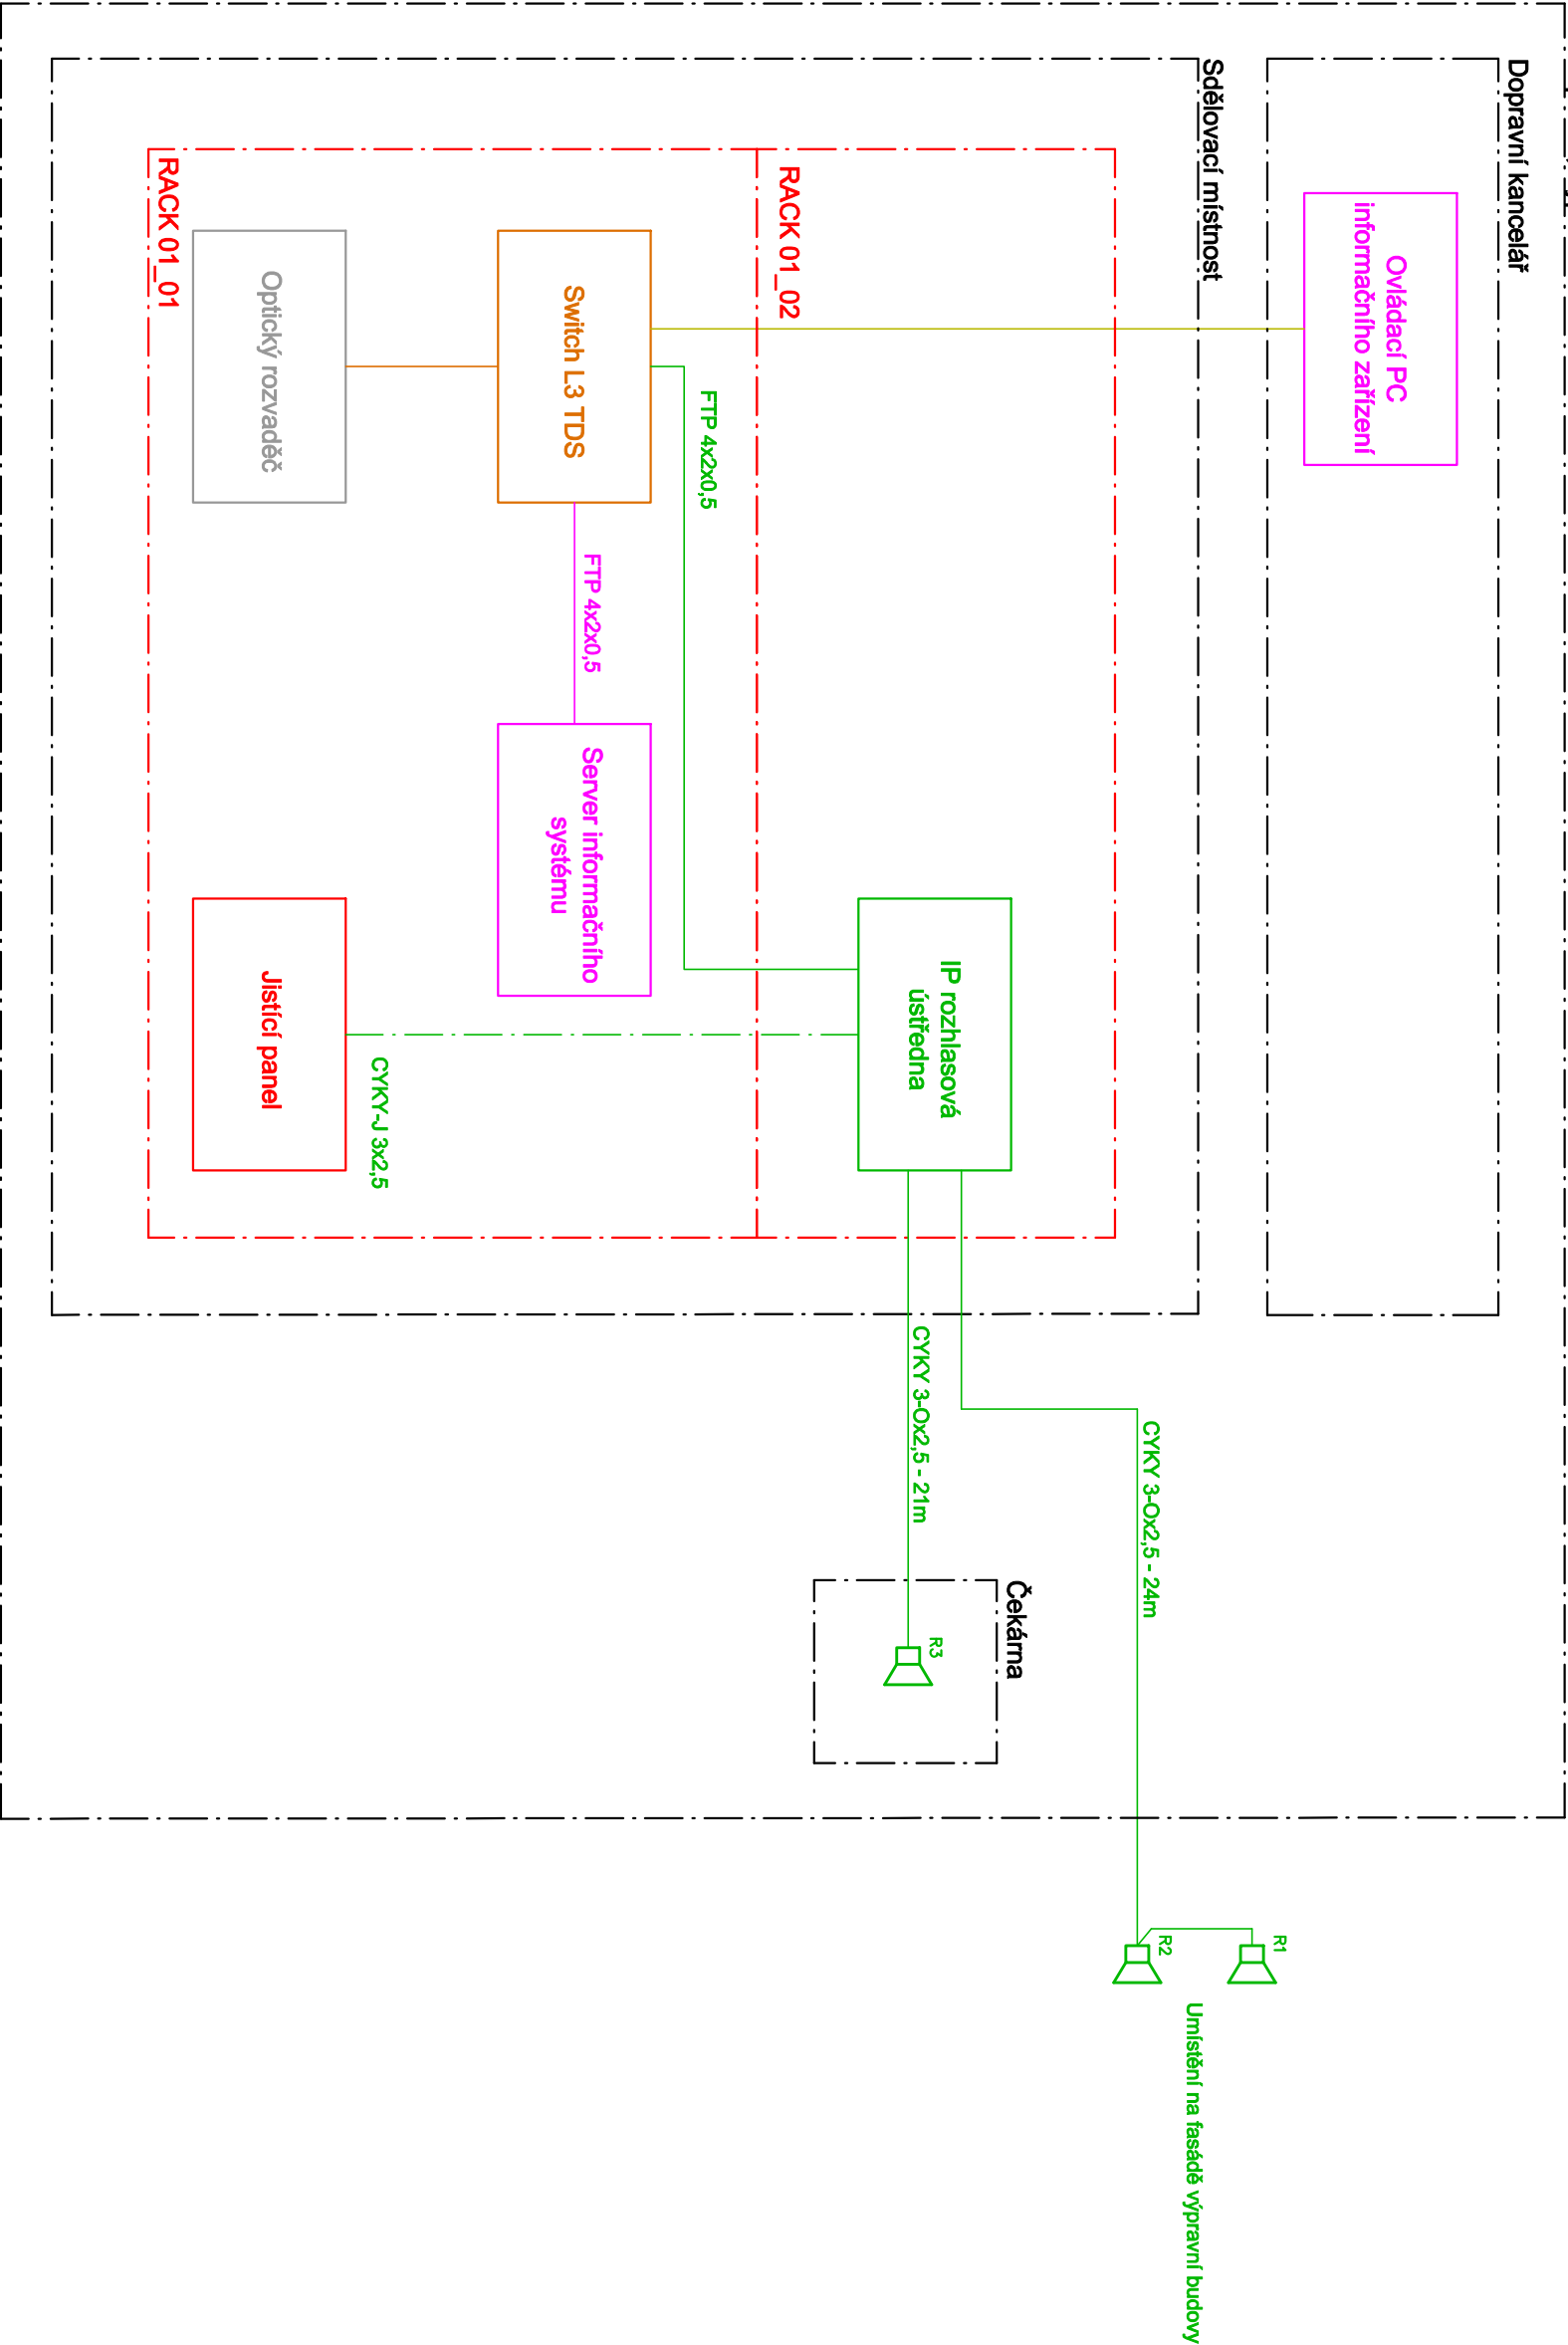 Dopravní kancelář
Ovládací PC
informačního zařízení
Sdělovací místnost
RACK 01_02
FTP 4x2x0,5
IP rozhlasová
ústředna
Switch L3 TDS
FTP 4x2x0,5
Server informačního
systému
Optický rozvaděč
Jistící panel
CYKY-J 3x2,5
RACK 01_01
CYKY 3-Ox2,5 - 24m
CYKY 3-Ox2,5 - 21m
Čekárna
R3
R1
R2
Umístění na fasádě výpravní budovy